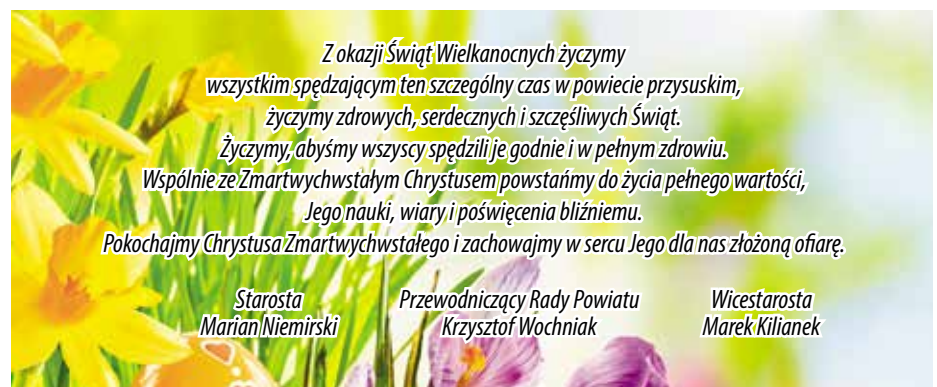 Z okazji Świąt Wielkanocnych życzymy
wszystkim spędzającym ten szczególny czas w powiecie przysuskim,
życzymy zdrowych, serdecznych i szczęśliwych Świąt.
Życzymy, abyśmy wszyscy spędzili je godnie i w pełnym zdrowiu.
Wspólnie ze Zmartwychwstałym Chrystusem powstańmy do życia pełnego wartości,
Jego nauki, wiary i poświęcenia bliźniemu.
Pokochajmy Chrystusa Zmartwychwstałego i zachowajmy w sercu Jego dla nas złożoną ofiarę.
Starosta Przewodniczący Rady Powiatu Wicestarosta
Marian Niemirski Krzysztof Wochniak Marek Kilianek